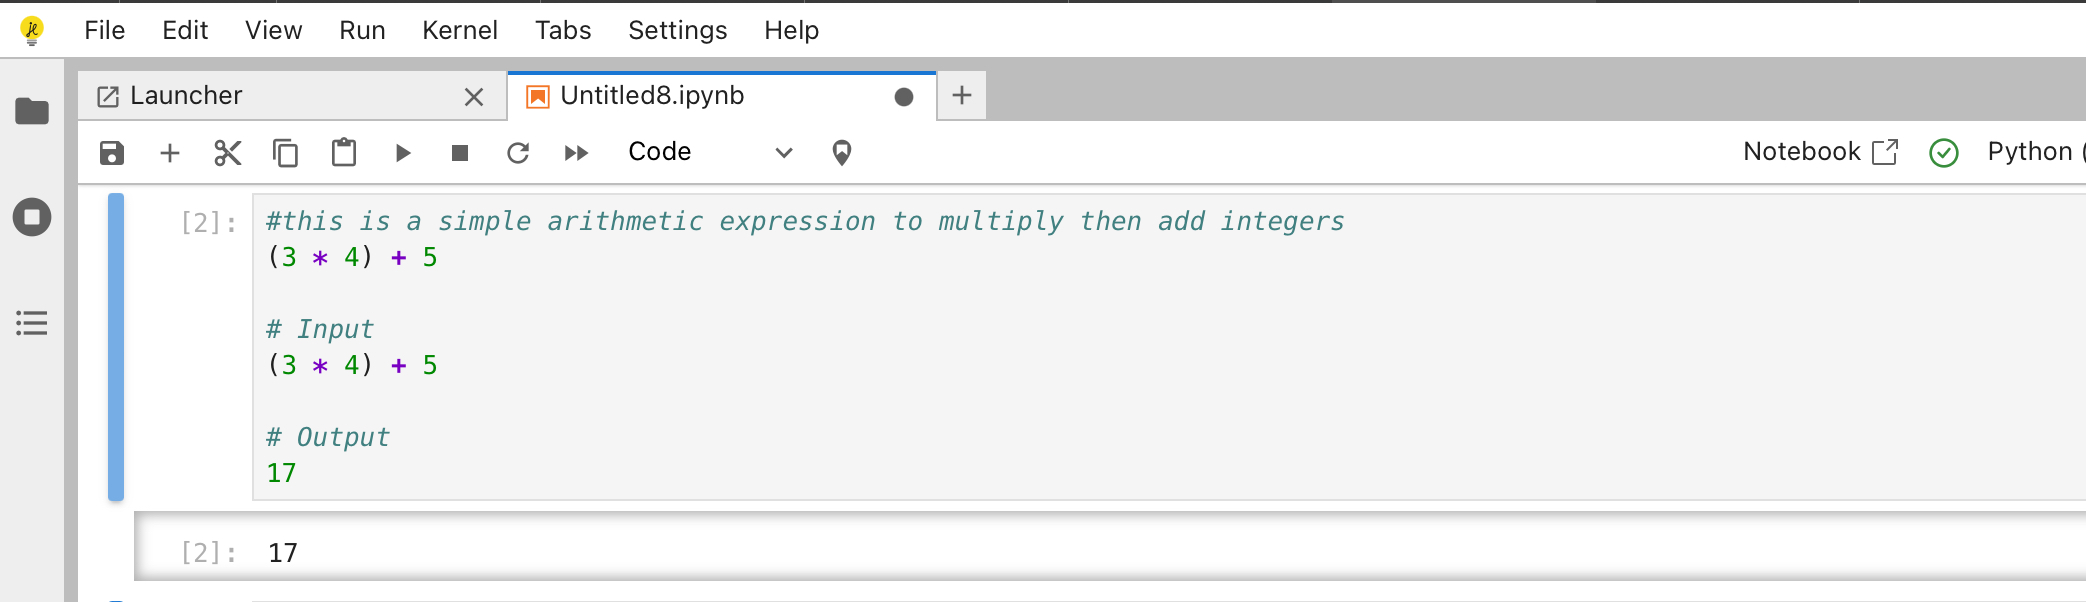 File Edit View Run Kernel Tabs Settings Help
Launcher
Untitled8.ipynb
Code
Notebook
Python (
[2]:
#this is a simple arithmetic expression to multiply then add integers
(3 * 4) + 5
# Input
(3 * 4) + 5
# Output
17
[2]: 17